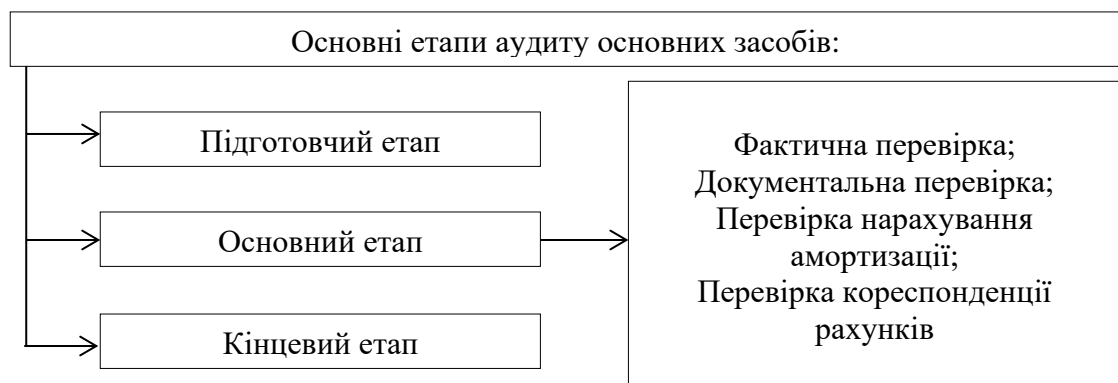 Основні етапи аудиту основних засобів:
Підготовчий етап
Основний етап
Кінцевий етап
Фактична перевірка;
Документальна перевірка;
Перевірка нарахування
амортизації;
Перевірка кореспонденції
рахунків